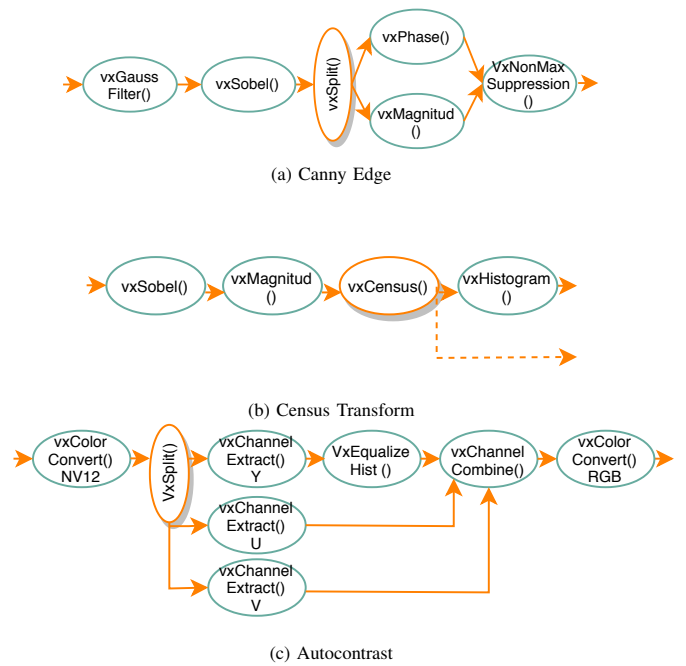 vxGauss
Filter()
vxSobel()
vxSplit()
vxPhase()
vxMagnitud
()
VxNonMax
Suppression
()
(a) Canny Edge
vxSobel()
vxMagnitud
()
vxCensus()
vxHistogram
()
(b) Census Transform
vxColor
Convert()
NV12
VxSplit()
vxChannel
Extract()
Y
VxEqualize
Hist ()
vxChannel
Combine()
vxColor
Convert()
RGB
vxChannel
Extract()
U
vxChannel
Extract()
V
(c) Autocontrast